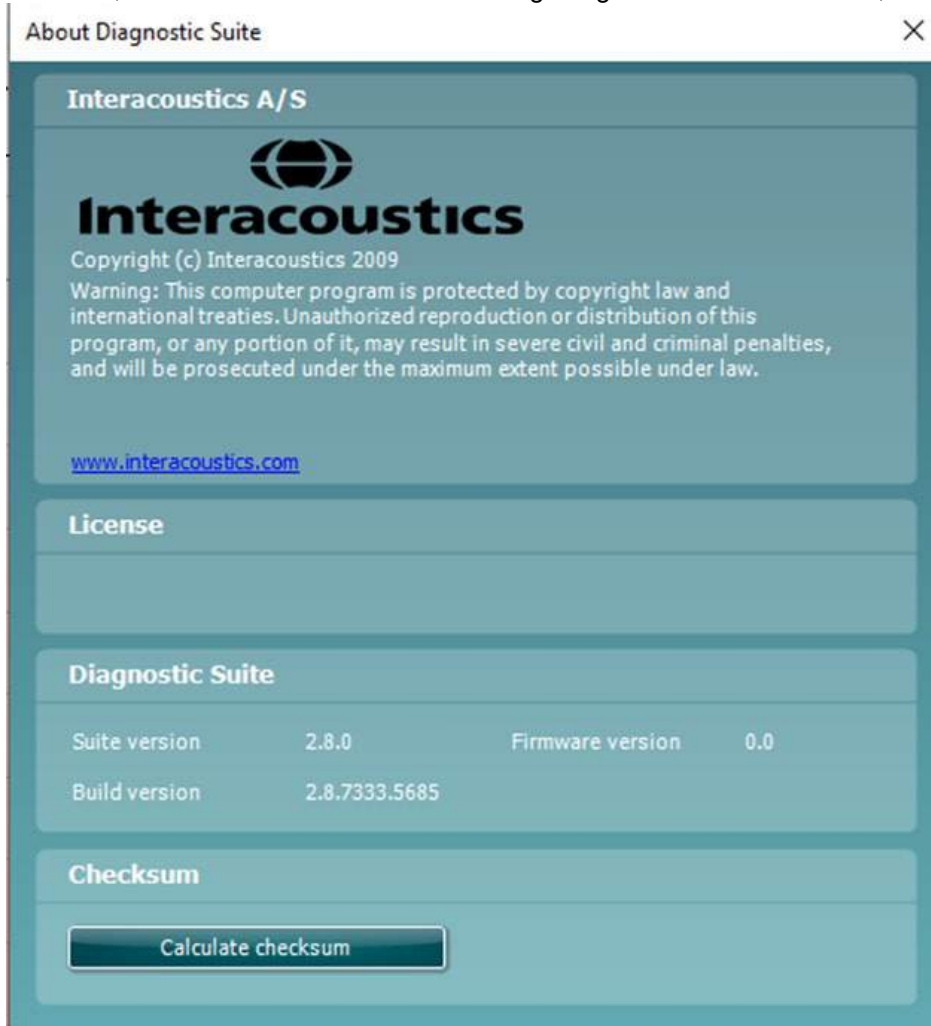 About Diagnostic Suite
Interacoustics A/S
Interacoustics
Copyright (c) Interacoustics 2009
Warning: This computer program is protected by copyright law and
international treaties. Unauthorized reproduction or distribution of this
program, or any portion of it, may result in severe civil and criminal penalties,
and will be prosecuted under the maximum extent possible under law.
www.interacoustics.com
License
Diagnostic Suite
Suite version 2.8.0 Firmware version 0.0
Build version 2.8.7333.5685
Checksum
Calculate checksum